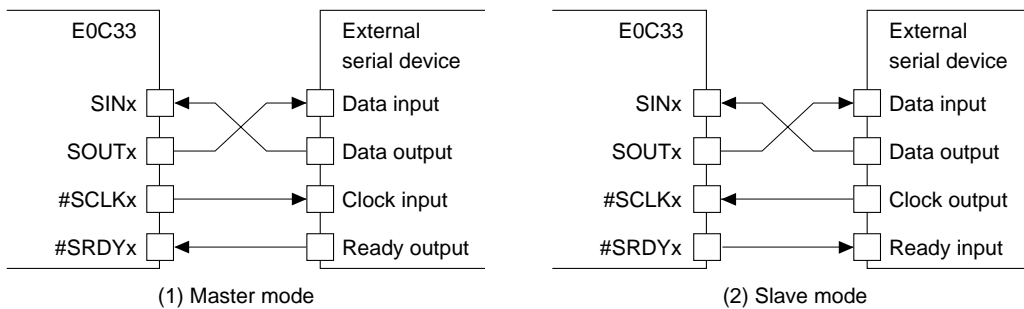 E0C33
External
serial device
SINx
Data input
SOUTx
Data output
#SCLKx
Clock input
#SRDYx
Ready output
(1) Master mode
E0C33
External
serial device
SINx
Data input
SOUTx
Data output
#SCLKx
Clock output
#SRDYx
Ready input
(2) Slave mode